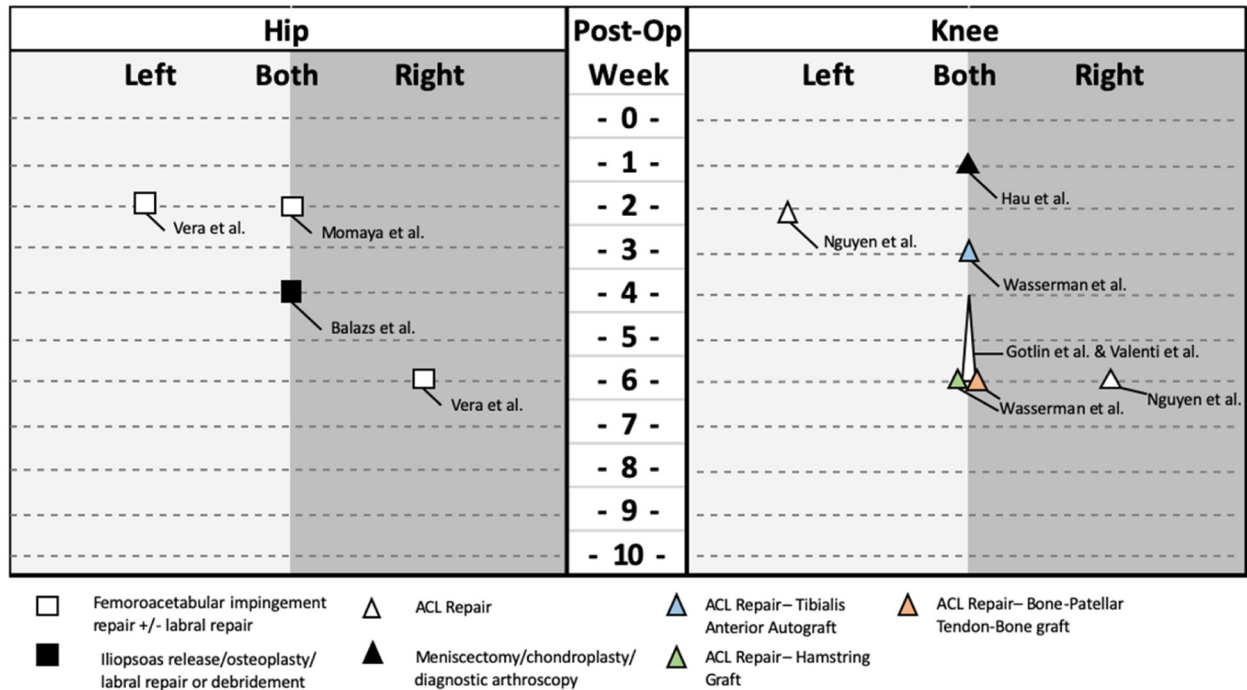 Hip
Post-Op
Week
Knee
Left Both Right
Left Both Right
- 0 -
- 1 -
- 2 -
- 3 -
- 4 -
- 5 -
- 6 -
- 7 -
- 8 -
- 9 -
- 10 -
Vera et al.
Momaya et al.
Balazs et al.
Vera et al.
Hau et al.
Nguyen et al.
Wasserman et al.
Gotlin et al. & Valenti et al.
Wasserman et al.
Nguyen et al.
Femoroacetabular impingement
repair +/- labral repair
Iliopsoas release/osteoplasty/
labral repair or debridement
ACL Repair
Meniscectomy/chondroplasty/
diagnostic arthroscopy
ACL Repair– Tibialis
Anterior Autograft
ACL Repair– Hamstring
Graft
ACL Repair– Bone-Patellar
Tendon-Bone graft